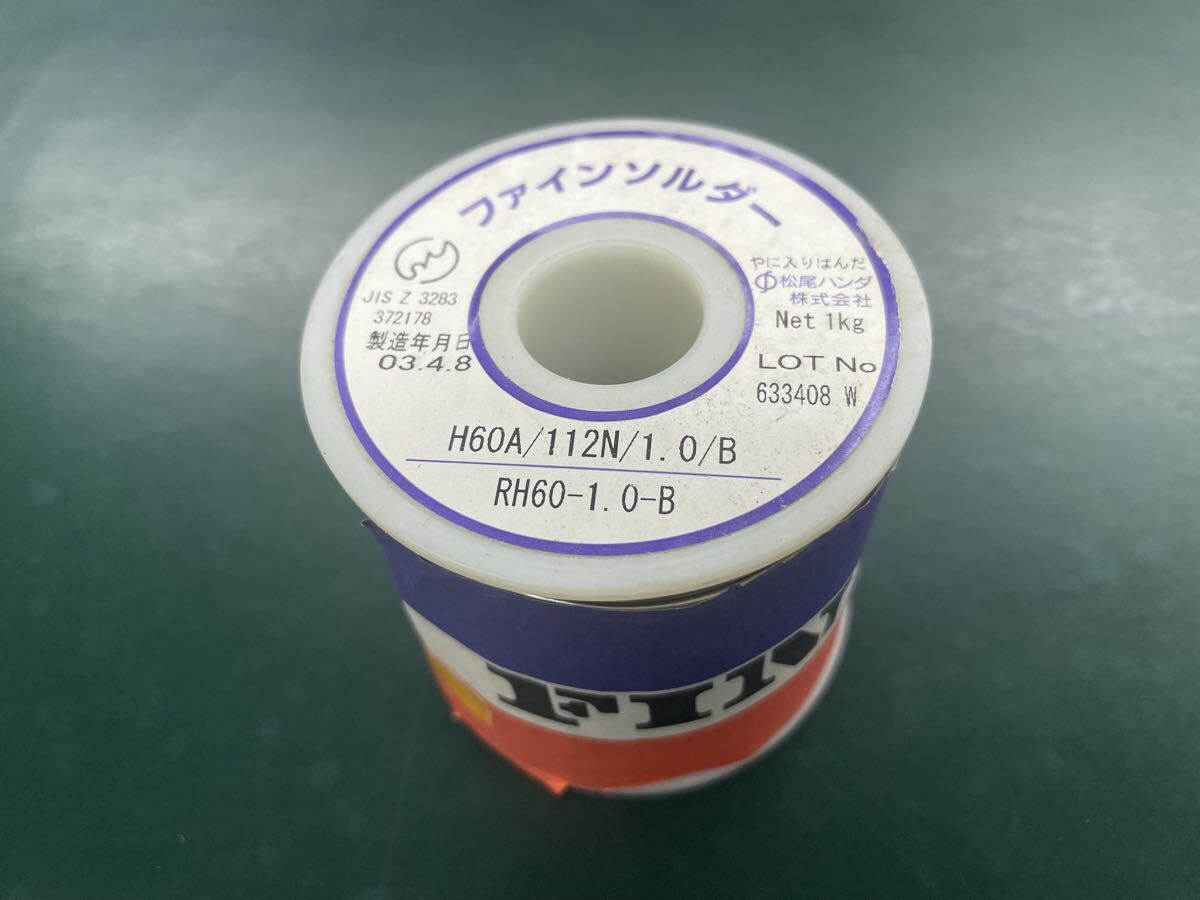 ファインソルダー
JIS Z 3283
372178
製造年月日
03.4.8
やに入りはんだ
松尾ハンダ
株式会社
Net 1kg
LOT No
633408 W
H60A/112N/1.0/B
RH60-1.0-B
FIN